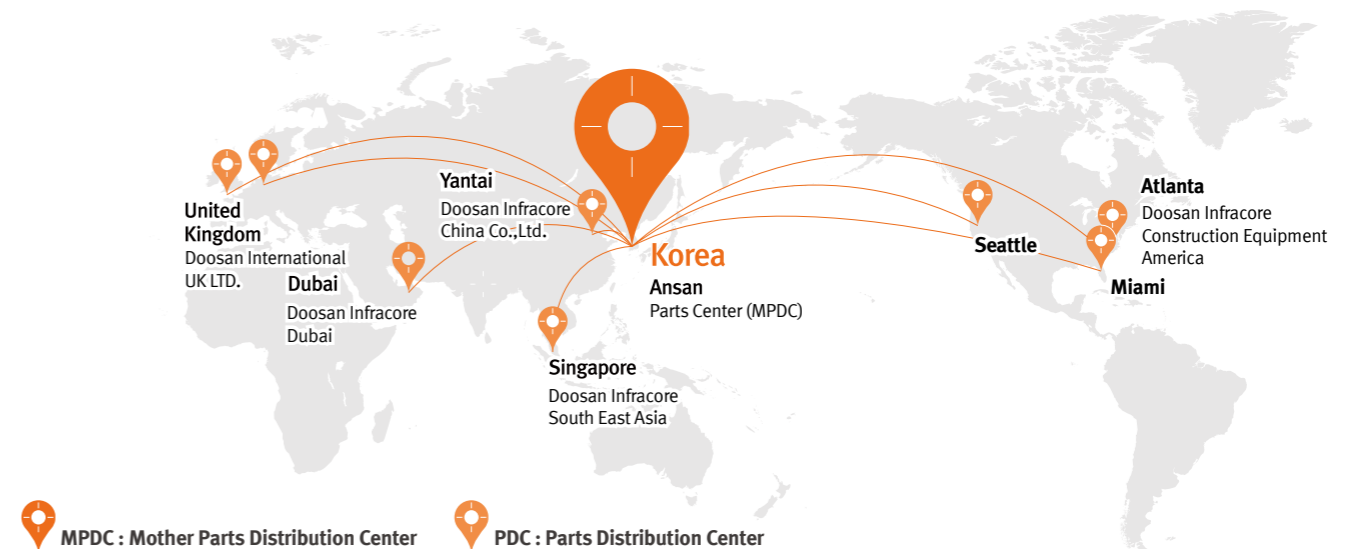 United
Kingdom
Doosan International
UK LTD.
Dubai
Doosan Infracore
Dubai
Yantai
Doosan Infracore
China Co.,Ltd.
Singapore
Doosan Infracore
South East Asia
Korea
Ansan
Parts Center (MPDC)
Seattle
Atlanta
Doosan Infracore
Construction Equipment
America
Miami
MPDC : Mother Parts Distribution Center
PDC : Parts Distribution Center